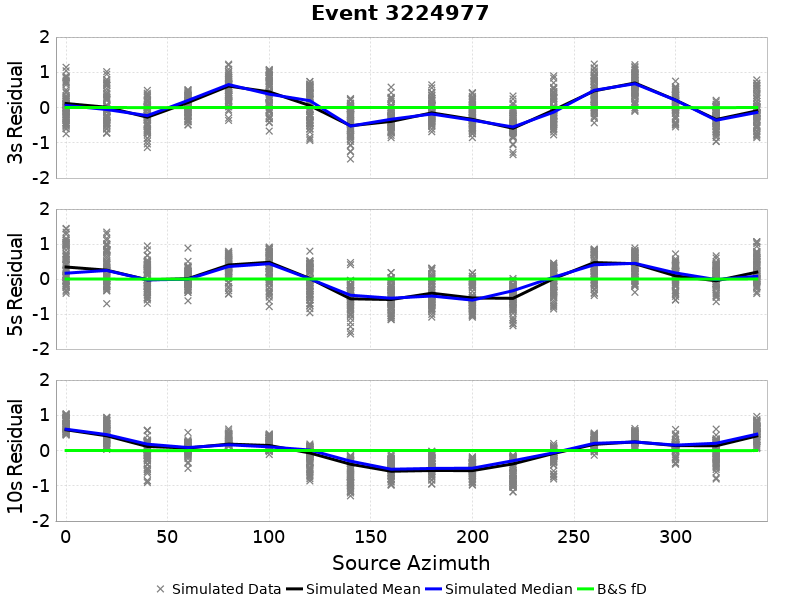 Event 3224977
3s Residual
2
1
0
-1
-2
5s Residual
2
1
0
-1
-2
10s Residual
2
1
0
-1
-2
0 50 100 150 200 250 300
Source Azimuth
Simulated Data Simulated Mean Simulated Median B&S fD